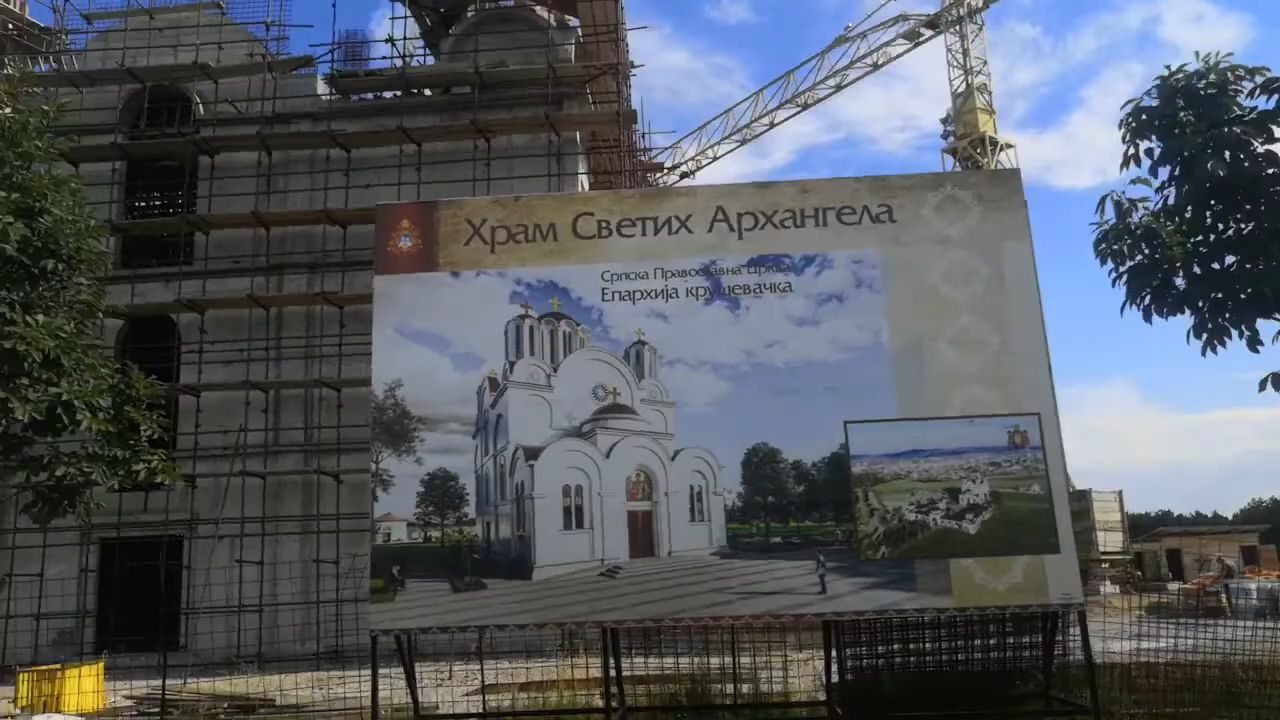 Храм Светих Архангела
Српска Православна Црква
Епархија крушевачка